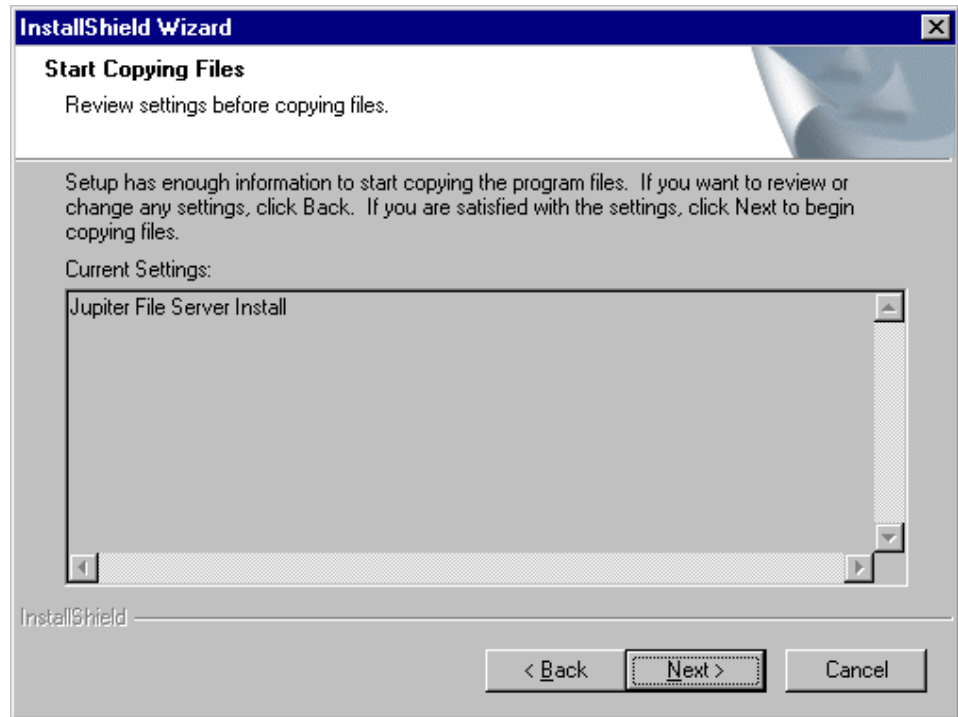 InstallShield Wizard
Start Copying Files
Review settings before copying files.
Setup has enough information to start copying the program files.  If you want to review or
change any settings, click Back.  If you are satisfied with the settings, click Next to begin
copying files.
Current Settings:
Jupiter File Server Install
InstallShield
< Back
Next >
Cancel